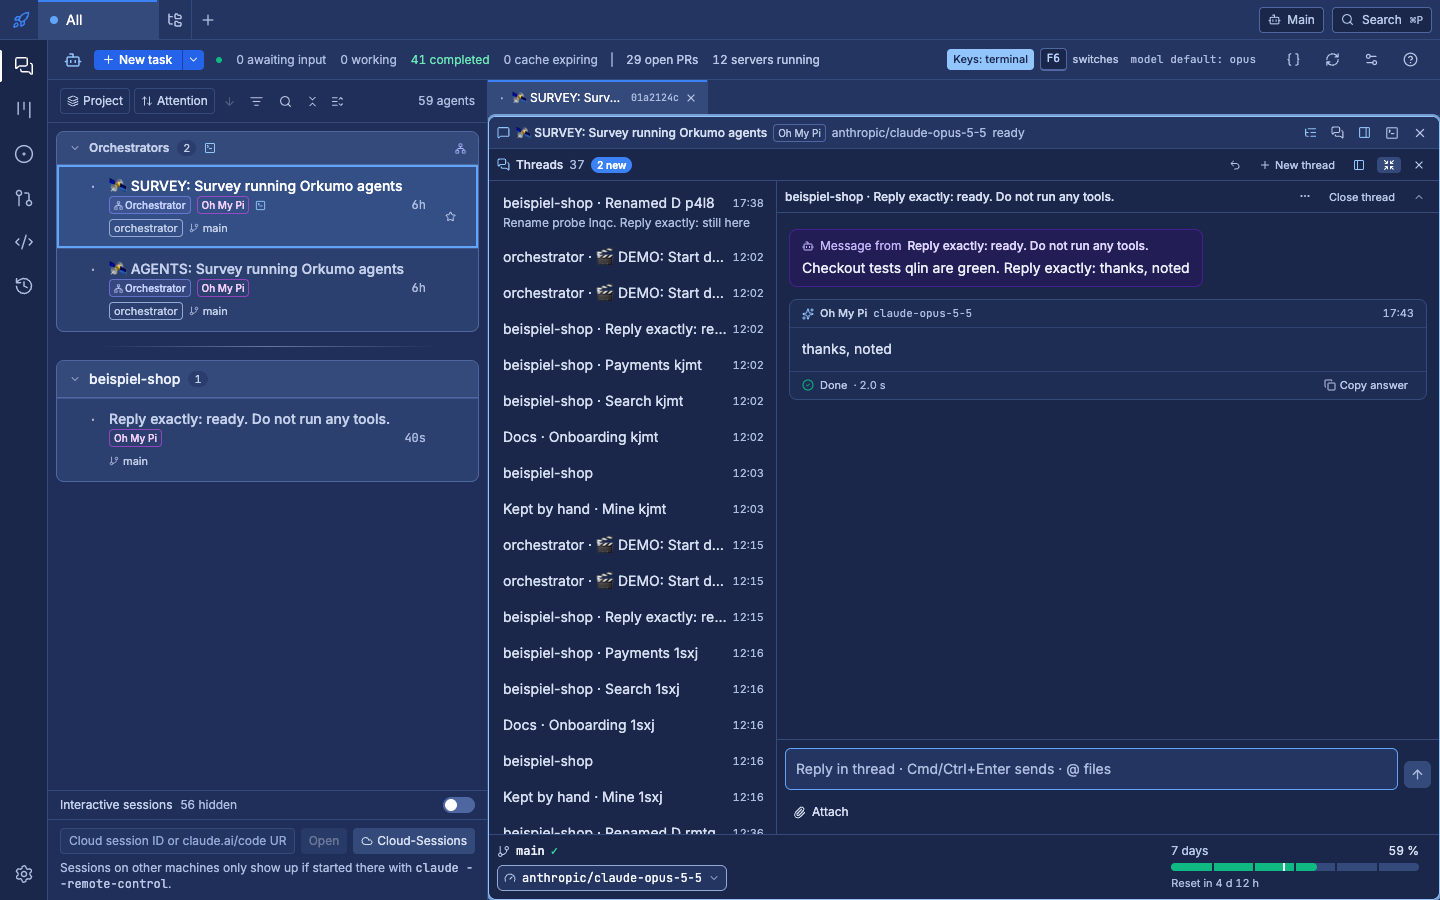 All
Main
Search ⌘P
New task
0 awaiting input
0 working
41 completed
0 cache expiring
29 open PRs
12 servers running
Keys: terminal
F6
switches
model default: opus
Project
Attention
59 agents
Orchestrators 2
SURVEY: Survey running Orkumo agents
Orchestrator
Oh My Pi
6h
orchestrator
main
AGENTS: Survey running Orkumo agents
Orchestrator
Oh My Pi
6h
orchestrator
main
beispiel-shop 1
Reply exactly: ready. Do not run any tools.
Oh My Pi
40s
main
Interactive sessions 56 hidden
Cloud session ID or claude.ai/code UR
Open
Cloud-Sessions
Sessions on other machines only show up if started there with claude -
-remote-control.
SURVEY: Surv... 01a2124c
SURVEY: Survey running Orkumo agents Oh My Pi anthropic/claude-opus-5-5 ready
Threads 37 2 new
New thread
beispiel-shop · Renamed D p4l8 17:38
Rename probe lnqc. Reply exactly: still here
orchestrator · 🎬 DEMO: Start d... 12:02
orchestrator · 🎬 DEMO: Start d... 12:02
beispiel-shop · Reply exactly: re... 12:02
beispiel-shop · Payments kjmt 12:02
beispiel-shop · Search kjmt 12:02
Docs · Onboarding kjmt 12:02
beispiel-shop 12:03
Kept by hand · Mine kjmt 12:03
orchestrator · 🎬 DEMO: Start d... 12:15
orchestrator · 🎬 DEMO: Start d... 12:15
beispiel-shop · Reply exactly: re... 12:15
beispiel-shop · Payments 1sxj 12:16
beispiel-shop · Search 1sxj 12:16
Docs · Onboarding 1sxj 12:16
beispiel-shop 12:16
Kept by hand · Mine 1sxj 12:16
beispiel-shop · Renamed D rmtg 12:36
beispiel-shop · Reply exactly: ready. Do not run any tools.
Close thread
Message from Reply exactly: ready. Do not run any tools.
Checkout tests qlin are green. Reply exactly: thanks, noted
Oh My Pi claude-opus-5-5 17:43
thanks, noted
Done · 2.0 s
Copy answer
Reply in thread · Cmd/Ctrl+Enter sends · @ files
Attach
main ✓
anthropic/claude-opus-5-5
7 days 59 %
Reset in 4 d 12 h